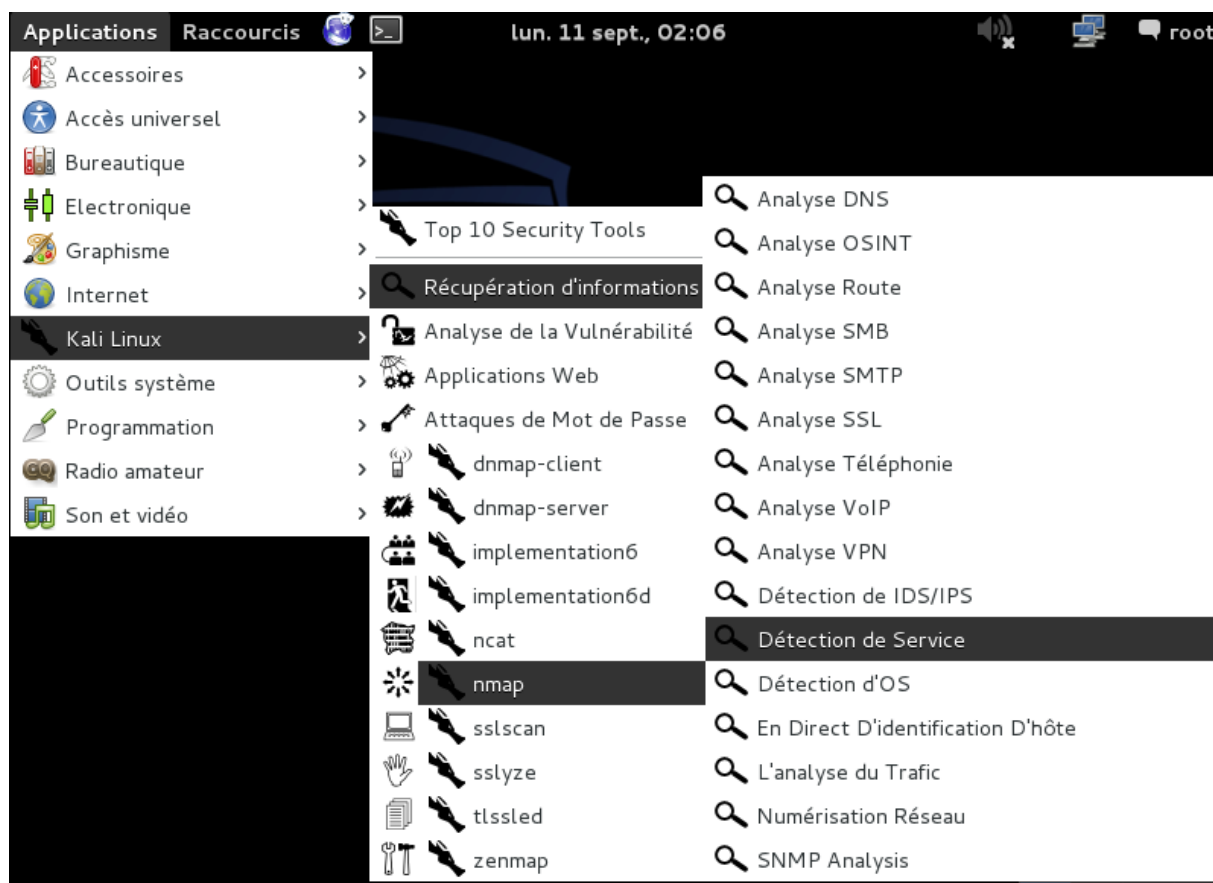 Applications Raccourcis lun. 11 sept., 02:06 root
Accessoires
Accès universel
Bureautique
Electronique
Graphisme
Internet
Kali Linux
Outils système
Programmation
Radio amateur
Son et vidéo
Top 10 Security Tools
Récupération d'informations
Analyse de la Vulnérabilité
Applications Web
Attaques de Mot de Passe
dnmap-client
dnmap-server
implementation6
implementation6d
ncat
nmap
sslscan
sslyze
tlssled
zenmap
Analyse DNS
Analyse OSINT
Analyse Route
Analyse SMB
Analyse SMTP
Analyse SSL
Analyse Téléphonie
Analyse VoIP
Analyse VPN
Détection de IDS/IPS
Détection de Service
Détection d'OS
En Direct D'identification D'hôte
L'analyse du Trafic
Numérisation Réseau
SNMP Analysis